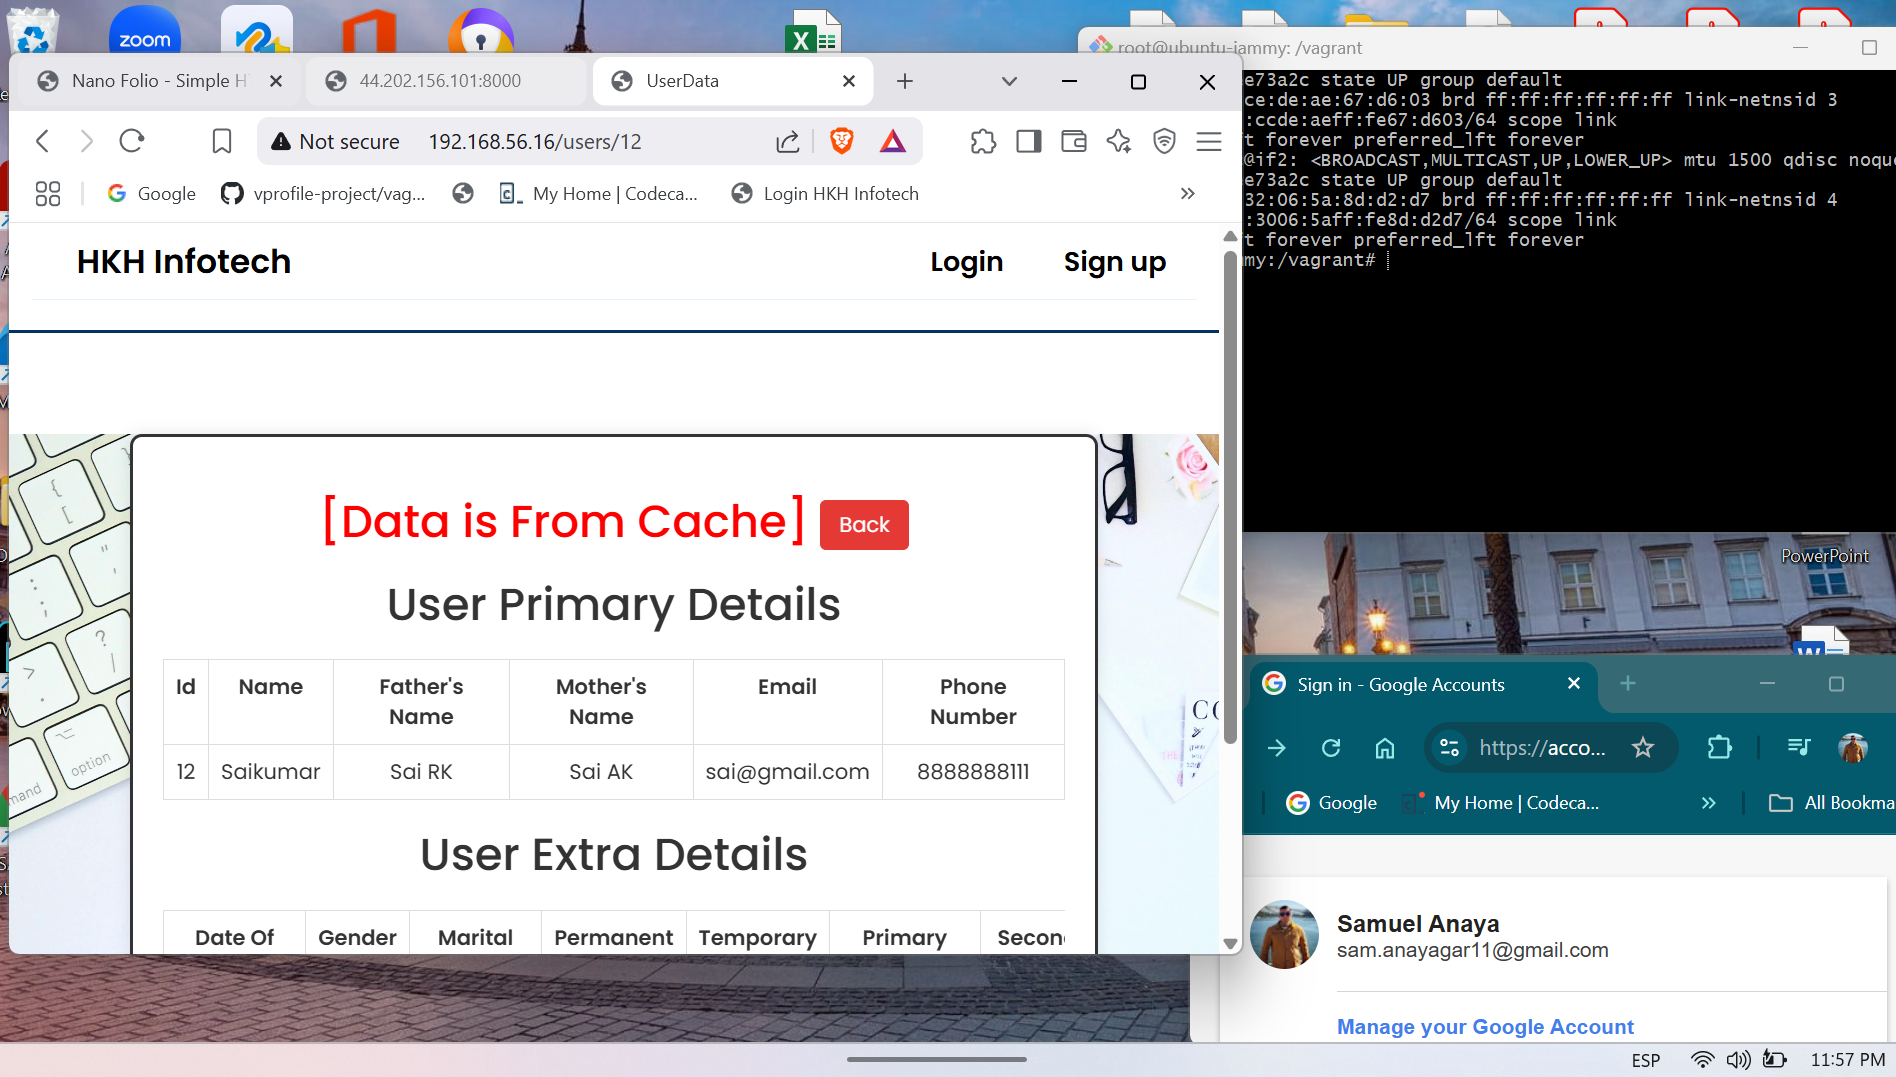 zoom
Nano Folio - Simple H
44.202.156.101:8000
UserData
Not secure
192.168.56.16/users/12
Google
vprofile-project/vag...
My Home | Codeca...
Login HKH Infotech
HKH Infotech
Login
Sign up
[Data is From Cache]
Back
User Primary Details
Id Name Father's Name Mother's Name Email Phone Number
12 Saikumar Sai RK Sai AK sai@gmail.com 8888888111
User Extra Details
Date Of Gender Marital Permanent Temporary Primary Secon
option
root@ubuntu-jammy: /vagrant
e73a2c state UP group default
ce:de:ae:67:d6:03 brd ff:ff:ff:ff:ff:ff link-netnsid 3
:ccde:aeff:fe67:d603/64 scope link
t forever preferred_lft forever
@if2: <BROADCAST,MULTICAST,UP,LOWER_UP> mtu 1500 qdisc noque
e73a2c state UP group default
32:06:5a:8d:d2:d7 brd ff:ff:ff:ff:ff:ff link-netnsid 4
:3006:5aff:fe8d:d2d7/64 scope link
t forever preferred_lft forever
my:/vagrant#
PowerPoint
Sign in - Google Accounts
https://acco...
Google
My Home | Codeca...
All Bookma
Samuel Anaya
sam.anayagar11@gmail.com
Manage your Google Account
ESP
11:57 PM